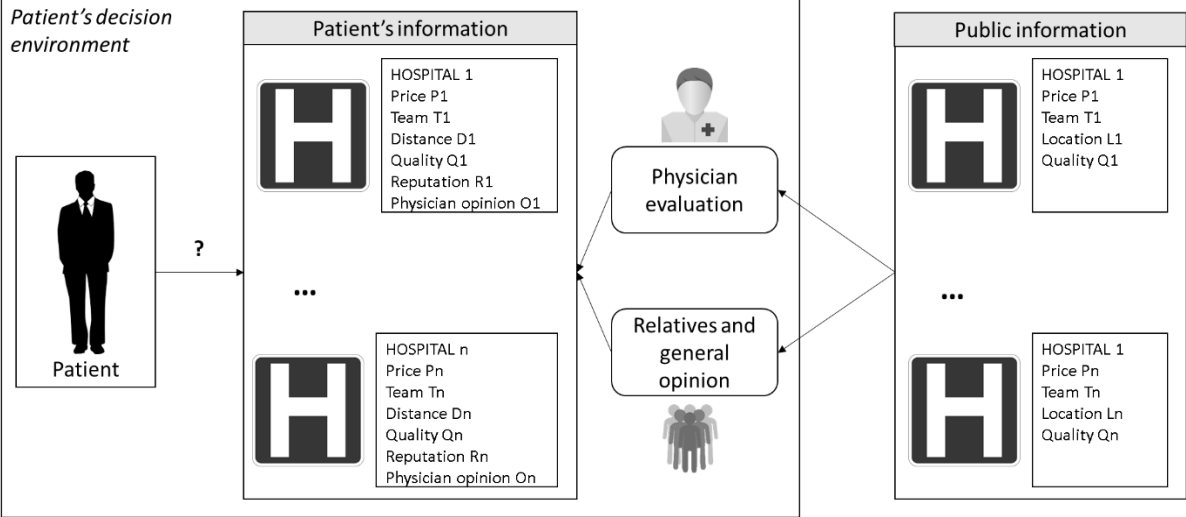 Patient's decision
environment
Patient
?
Patient's information
H
HOSPITAL 1
Price P1
Team T1
Distance D1
Quality Q1
Reputation R1
Physician opinion O1
...
H
HOSPITAL n
Price Pn
Team Tn
Distance Dn
Quality Qn
Reputation Rn
Physician opinion On
Physician
evaluation
Relatives and
general
opinion
Public information
H
HOSPITAL 1
Price P1
Team T1
Location L1
Quality Q1
...
H
HOSPITAL 1
Price Pn
Team Tn
Location Ln
Quality Qn